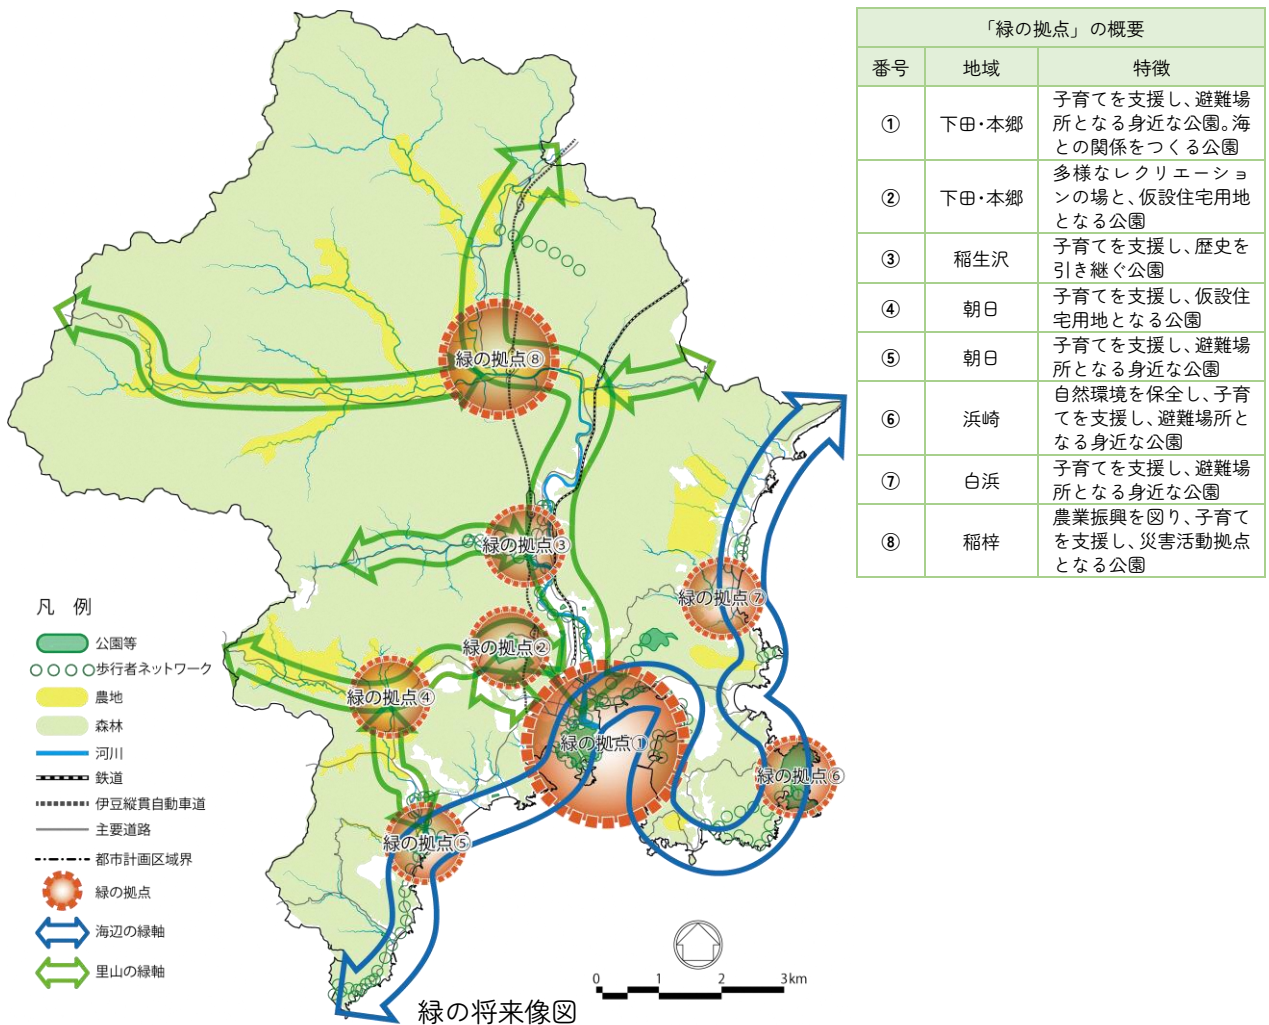 「緑の拠点」の概要
番号 地域 特徴
① 下田・本郷 子育てを支援し、避難場
所となる身近な公園。海
との関係をつくる公園
② 下田・本郷 多様なレクリエーショ
ンの場と、仮設住宅用地
となる公園
③ 稲生沢 子育てを支援し、歴史を
引き継ぐ公園
④ 朝日 子育てを支援し、仮設住
宅用地となる公園
⑤ 朝日 子育てを支援し、避難場
所となる身近な公園
⑥ 浜崎 自然環境を保全し、子育
てを支援し、避難場所と
なる身近な公園
⑦ 白浜 子育てを支援し、避難場
所となる身近な公園
⑧ 稲梓 農業振興を図り、子育て
を支援し、災害活動拠点
となる公園
緑の拠点⑧
緑の拠点③
緑の拠点⑦
緑の拠点②
緑の拠点④
緑の拠点①
緑の拠点⑥
緑の拠点⑤
凡 例
公園等
歩行者ネットワーク
農地
森林
河川
鉄道
伊豆縦貫自動車道
主要道路
都市計画区域界
緑の拠点
海辺の緑軸
里山の緑軸
0 1 2 3km
緑の将来像図